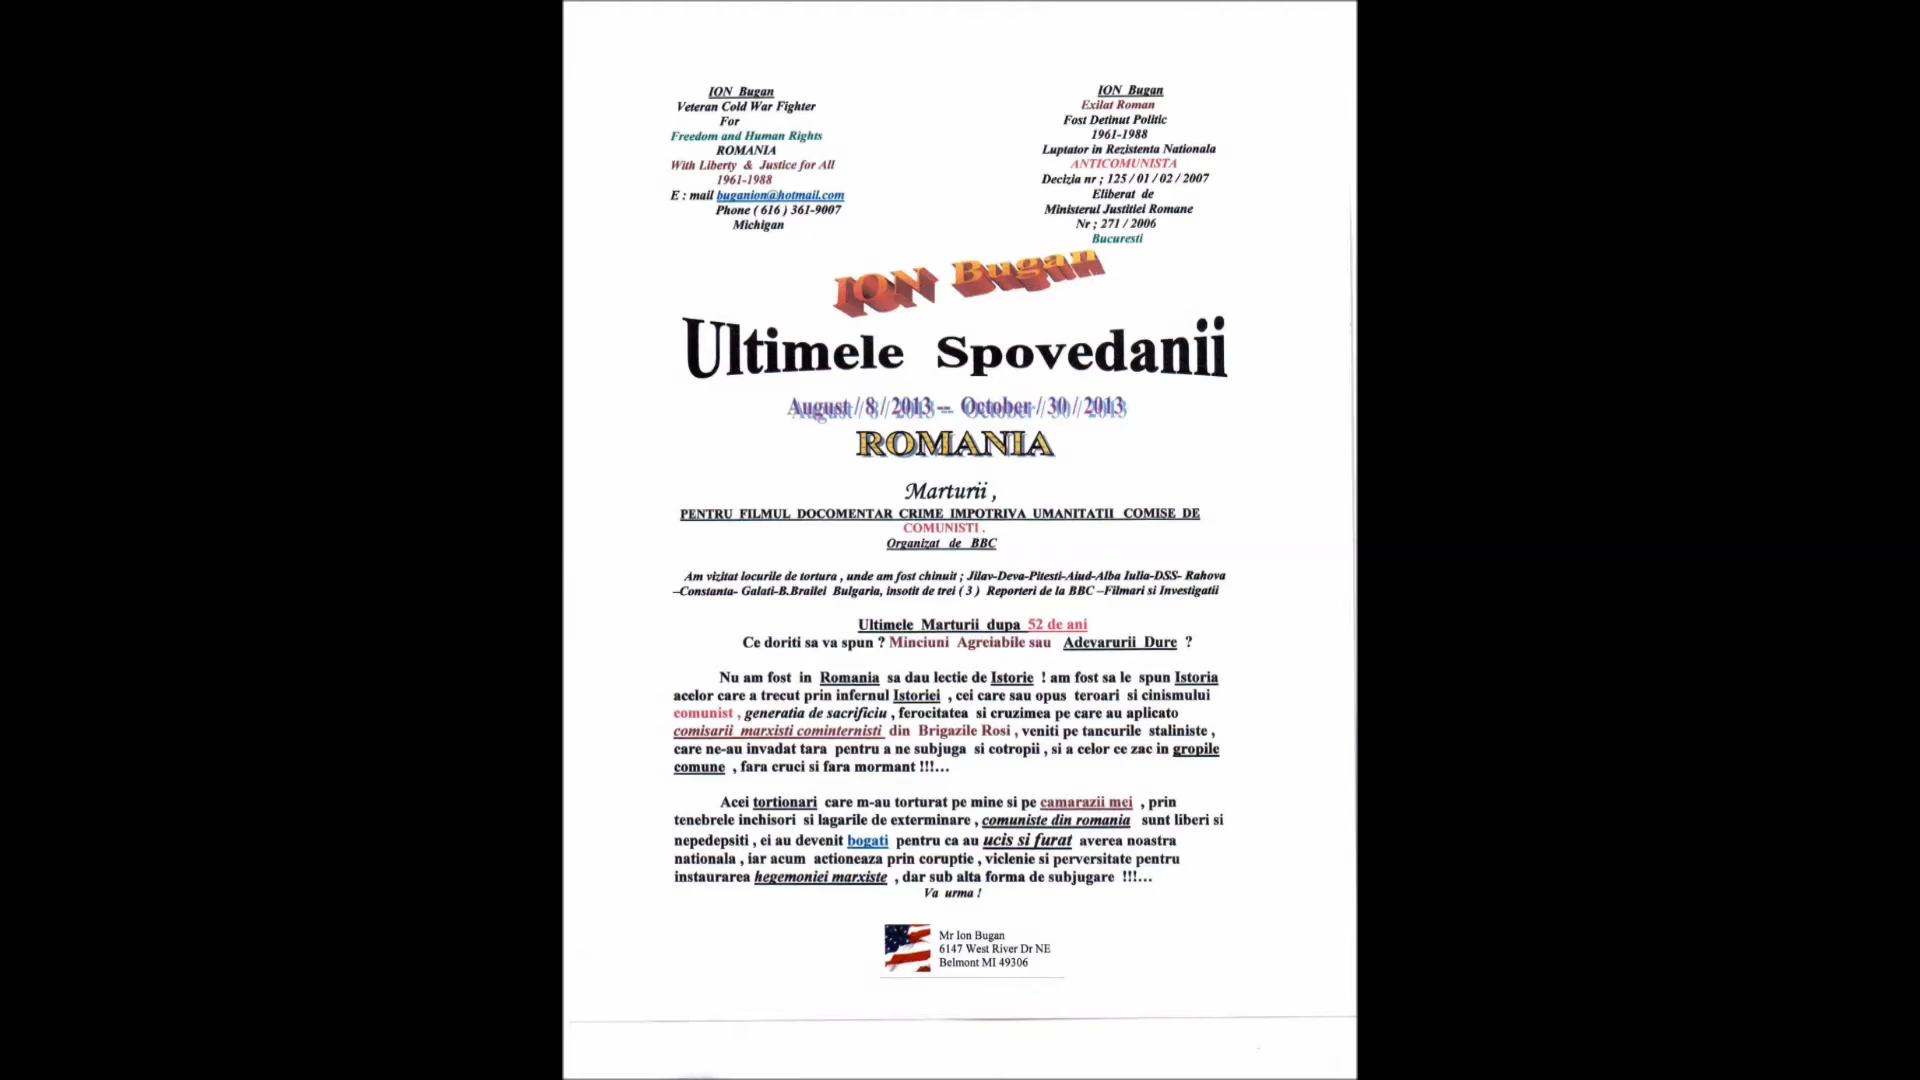 ION Bugan
Veteran Cold War Fighter
For
Freedom and Human Rights
ROMANIA
With Liberty & Justice for All
1961-1988
E : mail buganion@hotmail.com
Phone ( 616 ) 361-9007
Michigan
ION Bugan
Exilat Roman
Fost Detinut Politic
1961-1988
Luptator in Rezistenta Nationala
ANTICOMUNISTA
Decizia nr ; 125 / 01 / 02 / 2007
Eliberat de
Ministerul Justitiei Romane
Nr ; 271 / 2006
Bucuresti
ION Bugan
Ultimele Spovedanii
August // 8 // 2013 -- October // 30 // 2013
ROMANIA
Marturii ,
PENTRU FILMUL DOCUMENTAR CRIME IMPOTRIVA UMANITATII COMISE DE
COMUNISTI .
Organizat de BBC
Am vizitat locurile de tortura , unde am fost chinuit ; Jilav-Deva-Pitesti-Aiud-Alba Iulia-DSS- Rahova
–Constanta- Galati-B.Brailei Bulgaria, insotit de trei ( 3 ) Reporteri de la BBC –Filmari si Investigatii
Ultimele Marturii dupa 52 de ani
Ce doriti sa va spun ? Minciuni Agreiabile sau Adevarurii Dure ?
Nu am fost in Romania sa dau lectie de Istorie ! am fost sa le spun Istoria
acelor care a trecut prin infernul Istoriei , cei care sau opus teroari si cinismului
comunist , generatia de sacrificiu , ferocitatea si cruzimea pe care au aplicato
comisarii marxisti cominternisti din Brigazile Rosi , veniti pe tancurile staliniste ,
care ne-au invadat tara pentru a ne subjuga si cotropii , si a celor ce zac in gropile
comune , fara cruci si fara mormant !!!...
Acei tortionari care m-au torturat pe mine si pe camarazii mei , prin
tenebrele inchisori si lagarile de exterminare , comuniste din romania sunt liberi si
nepedepsiti , ei au devenit bogati pentru ca au ucis si furat averea noastra
nationala , iar acum actioneaza prin coruptie , viclenie si perversitate pentru
instaurarea hegemoniei marxiste , dar sub alta forma de subjugare !!!...
Va urma !
Mr Ion Bugan
6147 West River Dr NE
Belmont MI 49306